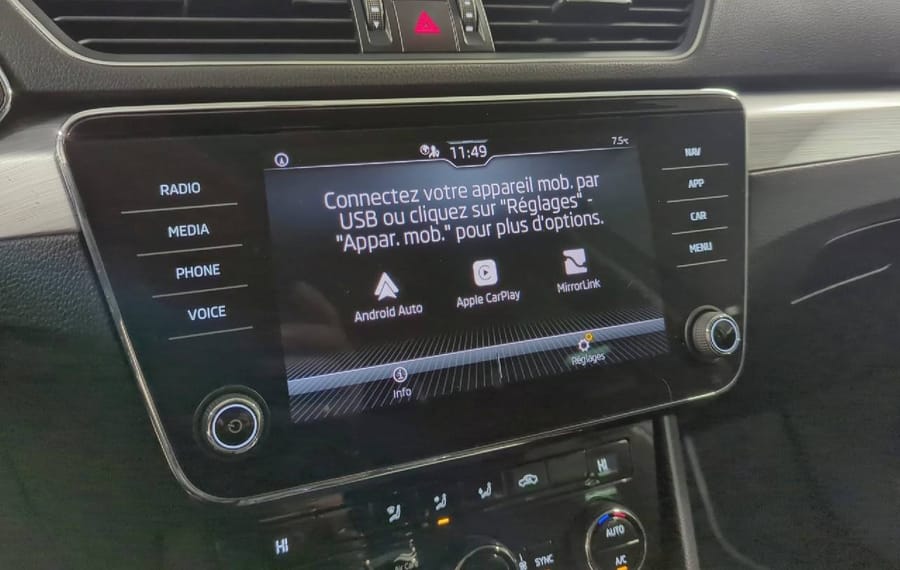 11:49
7.5°C
RADIO
MEDIA
PHONE
VOICE
Connectez votre appareil mob. par
USB ou cliquez sur "Réglages" -
"Appar. mob." pour plus d'options.
Android Auto
Apple CarPlay
MirrorLink
Info
Réglages
NAV
APP
CAR
MENU
HI
HI
SYNC
AUTO
A/C